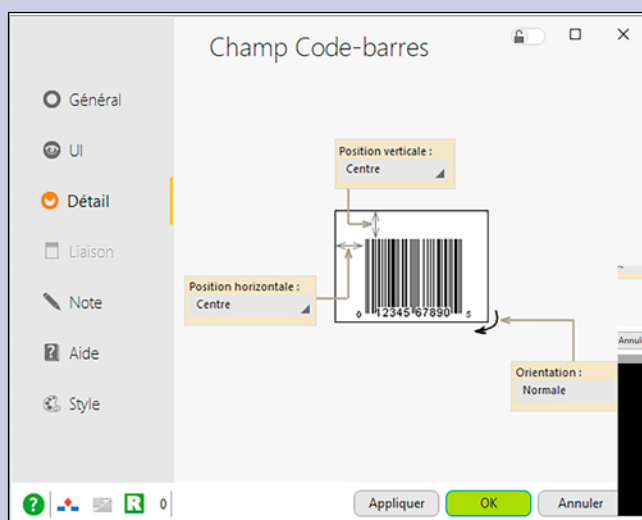 Champ Code-barres
Général
UI
Détail
Liaison
Note
Aide
Style
Position verticale :
Centre
Position horizontale :
Centre
0 12345 67890 5
Orientation :
Normale
R 0
Appliquer
OK
Annuler